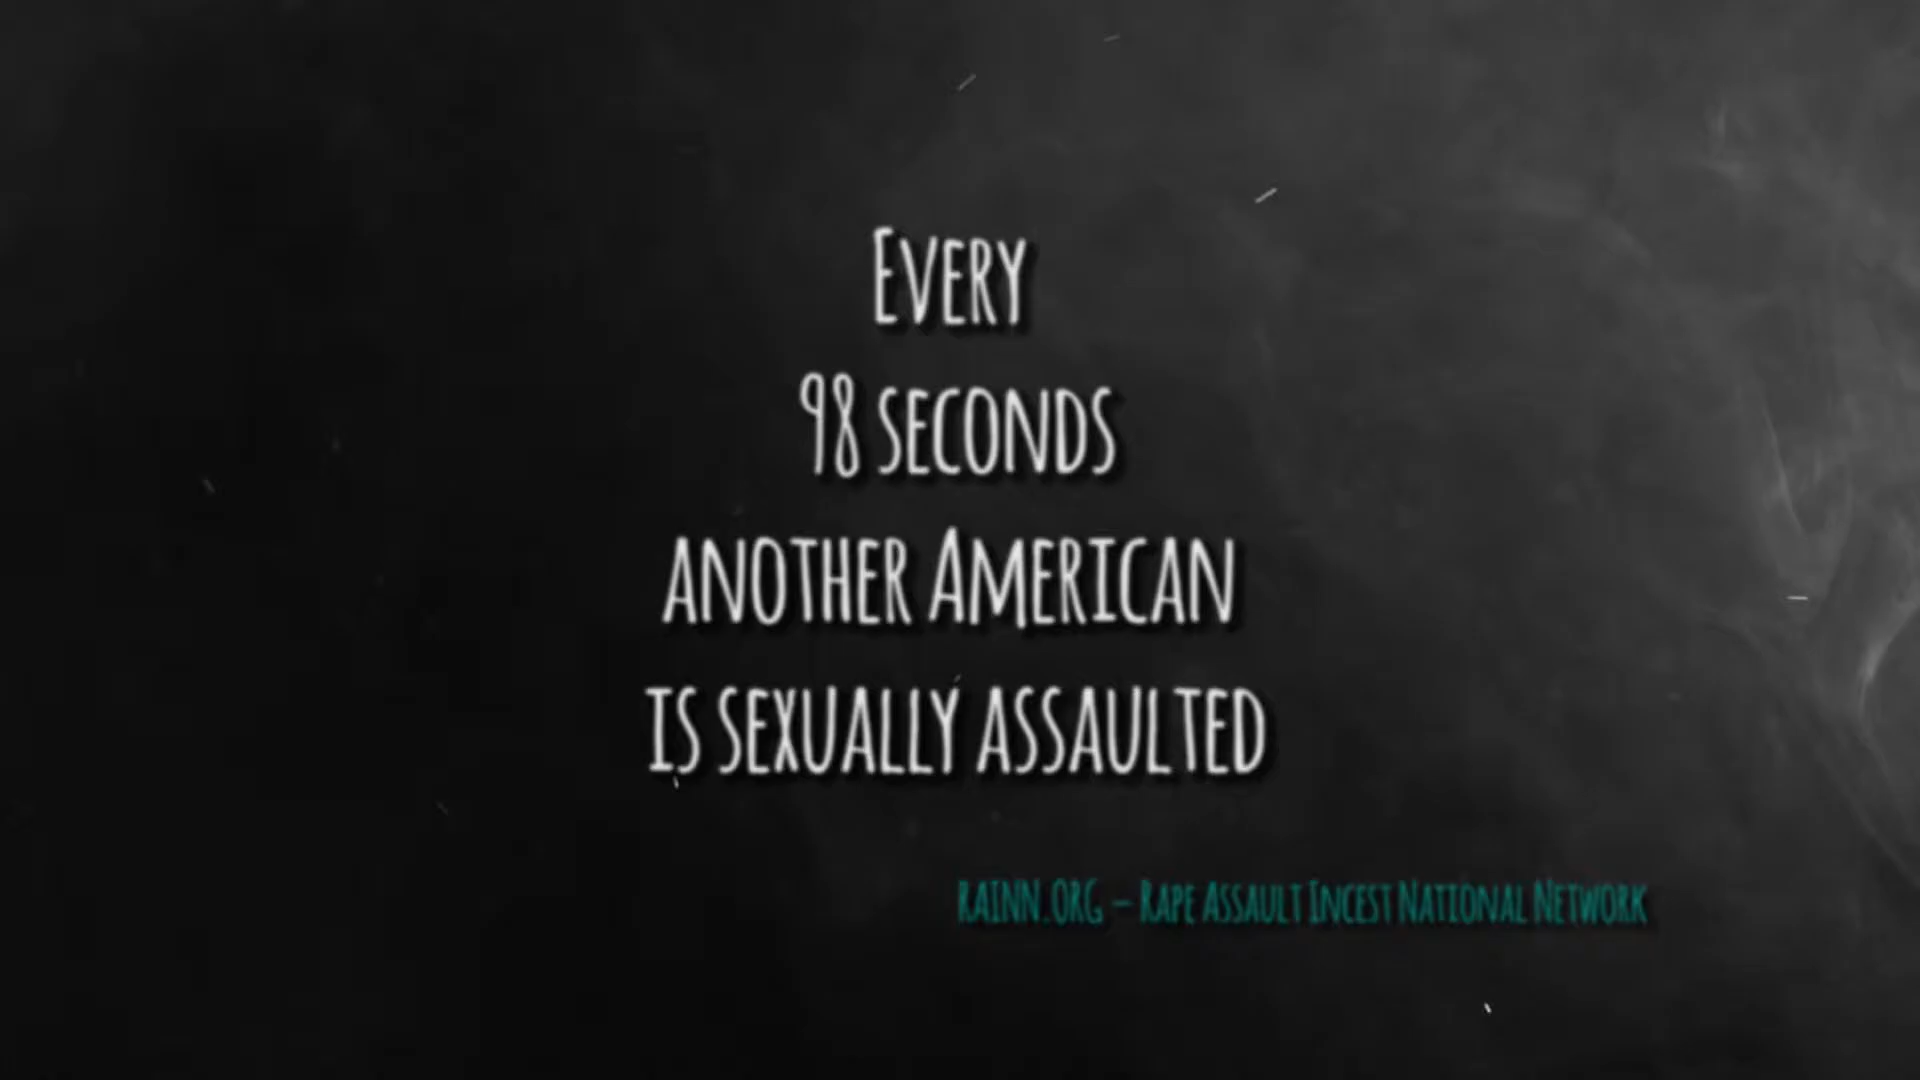 Every
98 seconds
another American
is sexually assaulted
RAINN.ORG – Rape Assault Incest National Network